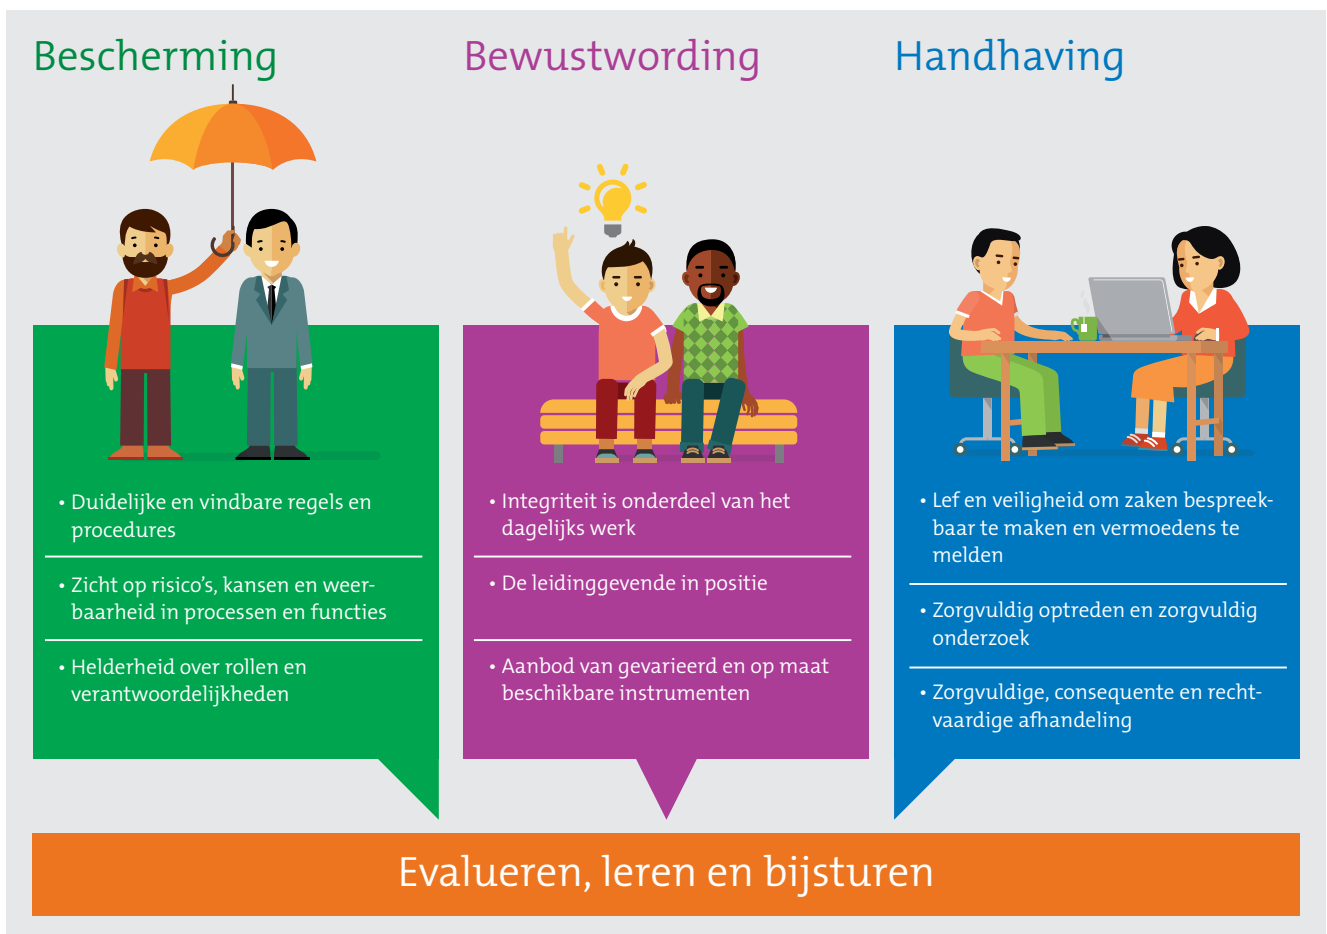 Bescherming
• Duidelijke en vindbare regels en
procedures
• Zicht op risico’s, kansen en weer-
baarheid in processen en functies
• Helderheid over rollen en
verantwoordelijkheden
Bewustwording
• Integriteit is onderdeel van het
dagelijks werk
• De leidinggevende in positie
• Aanbod van gevarieerd en op maat
beschikbare instrumenten
Handhaving
• Lef en veiligheid om zaken bespreek-
baar te maken en vermoedens te
melden
• Zorgvuldig optreden en zorgvuldig
onderzoek
• Zorgvuldige, consequente en recht-
vaardige afhandeling
Evalueren, leren en bijsturen